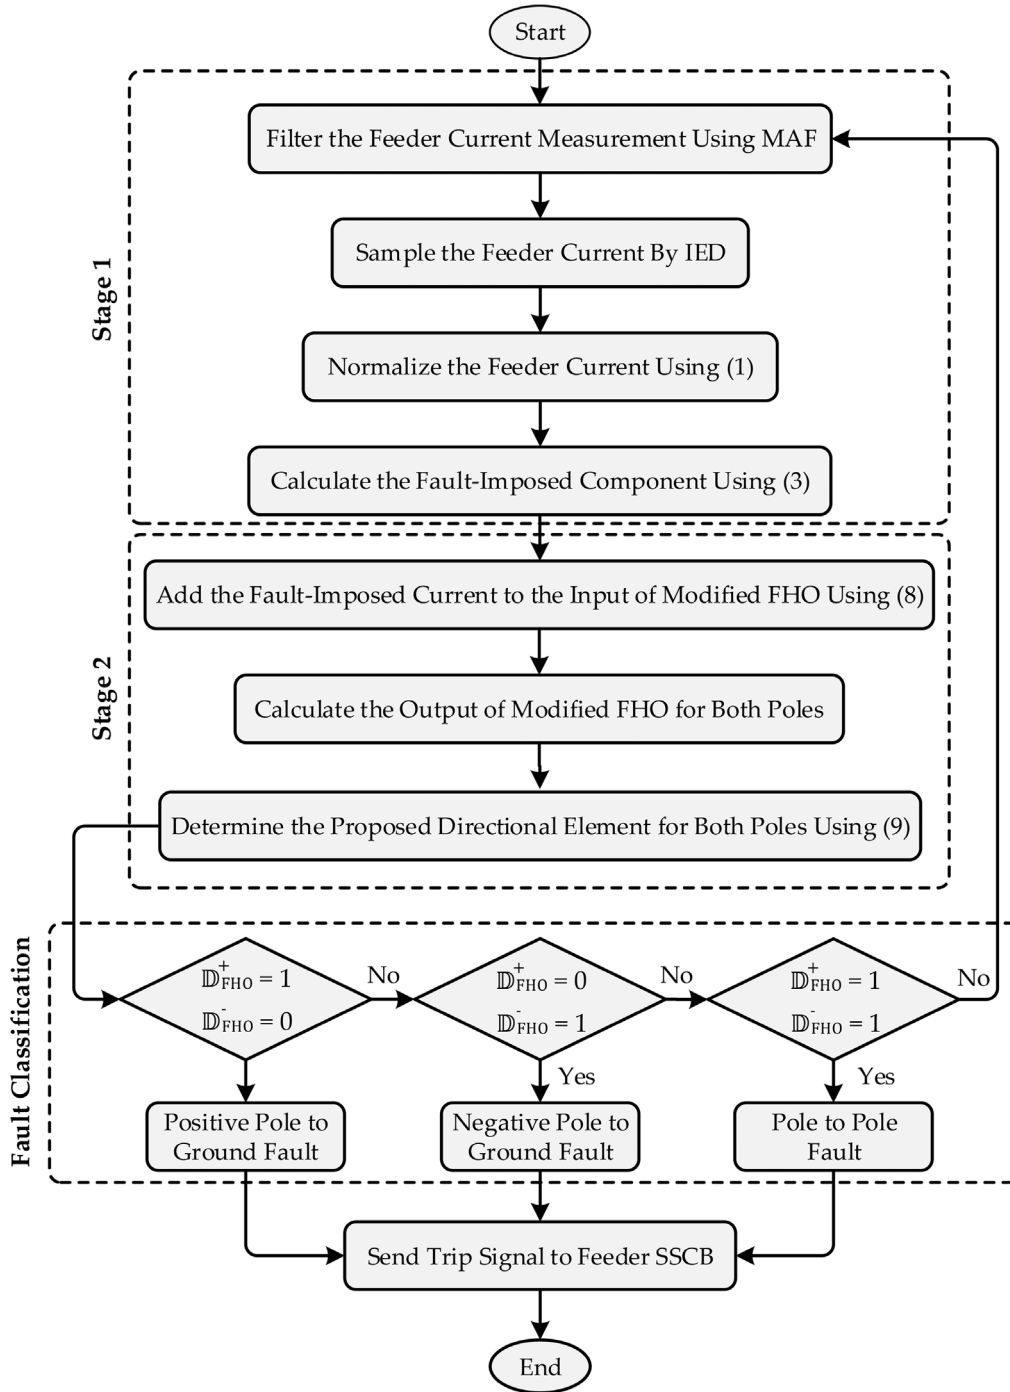 Start
Stage 1
Filter the Feeder Current Measurement Using MAF
Sample the Feeder Current By IED
Normalize the Feeder Current Using (1)
Calculate the Fault-Imposed Component Using (3)
Stage 2
Add the Fault-Imposed Current to the Input of Modified FHO Using (8)
Calculate the Output of Modified FHO for Both Poles
Determine the Proposed Directional Element for Both Poles Using (9)
Fault Classification
𝔻⁺FHO = 1
𝔻⁻FHO = 0
No
𝔻⁺FHO = 0
𝔻⁻FHO = 1
No
𝔻⁺FHO = 1
𝔻⁻FHO = 1
No
Yes
Yes
Positive Pole to
Ground Fault
Negative Pole to
Ground Fault
Pole to Pole
Fault
Send Trip Signal to Feeder SSCB
End